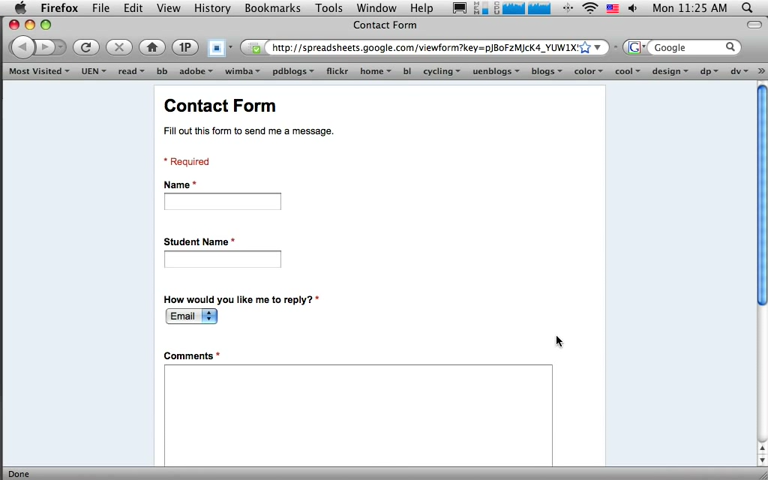 Firefox File Edit View History Bookmarks Tools Window Help Mon 11:25 AM
Contact Form
1P http://spreadsheets.google.com/viewform?key=pJBoFzMJcK4_YUW1X Google
Most Visited UEN read bb adobe wimba pdblogs flickr home bl cycling uenblogs blogs color cool design dp dv »
Contact Form
Fill out this form to send me a message.
* Required
Name *
Student Name *
How would you like me to reply? *
Email
Comments *
Done